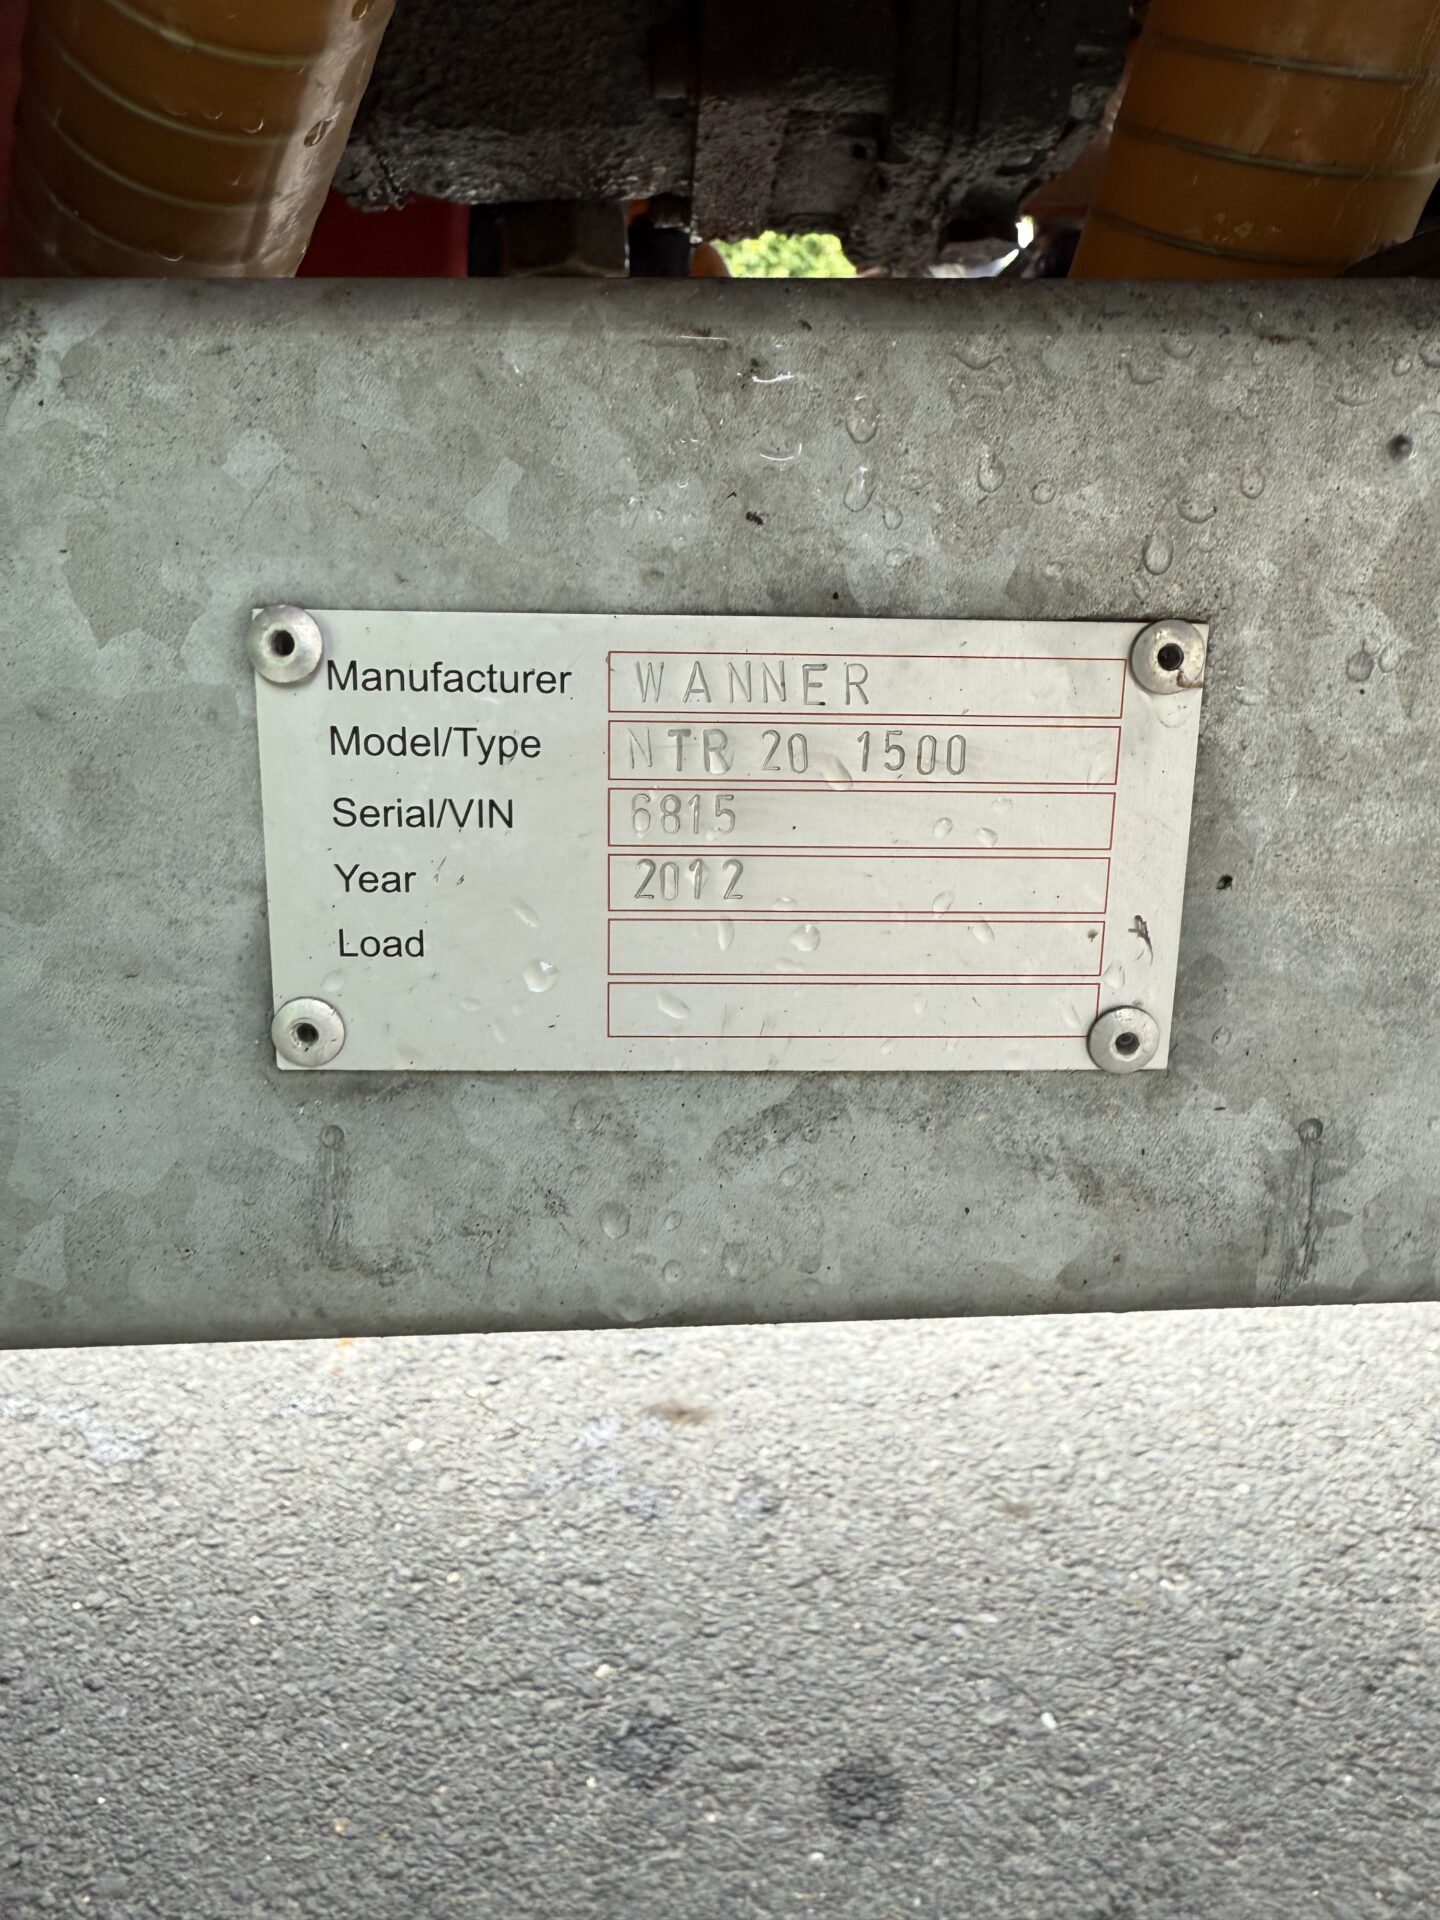 Manufacturer WANNER
Model/Type NTR 20 1500
Serial/VIN 6815
Year 2012
Load